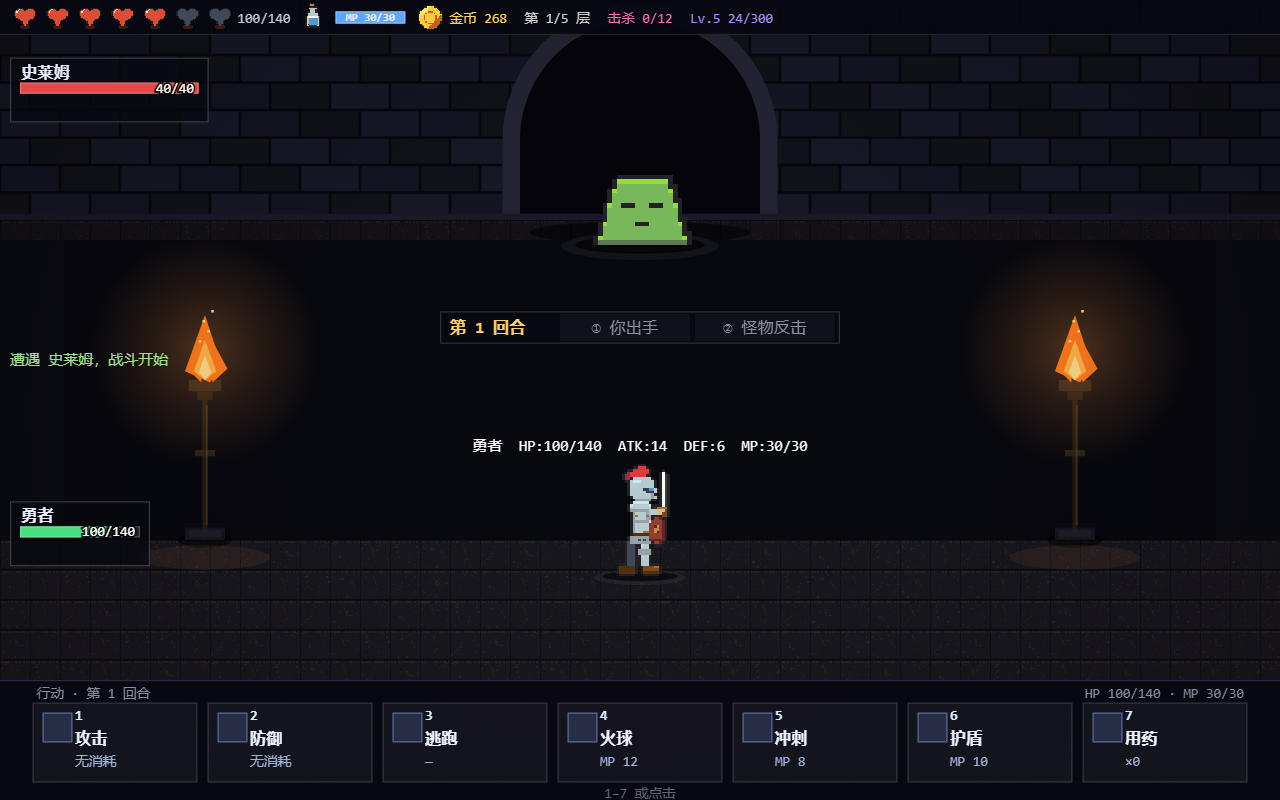 100/140 MP 30/30 金币 268 第 1/5 层 击杀 0/12 Lv.5 24/300
史莱姆
40/40
第 1 回合 ① 你出手 ② 怪物反击
遭遇 史莱姆, 战斗开始
勇者 HP:100/140 ATK:14 DEF:6 MP:30/30
勇者
100/140
行动 · 第 1 回合 HP 100/140 · MP 30/30
1 攻击 无消耗
2 防御 无消耗
3 逃跑 —
4 火球 MP 12
5 冲刺 MP 8
6 护盾 MP 10
7 用药 ×0
1-7 或点击